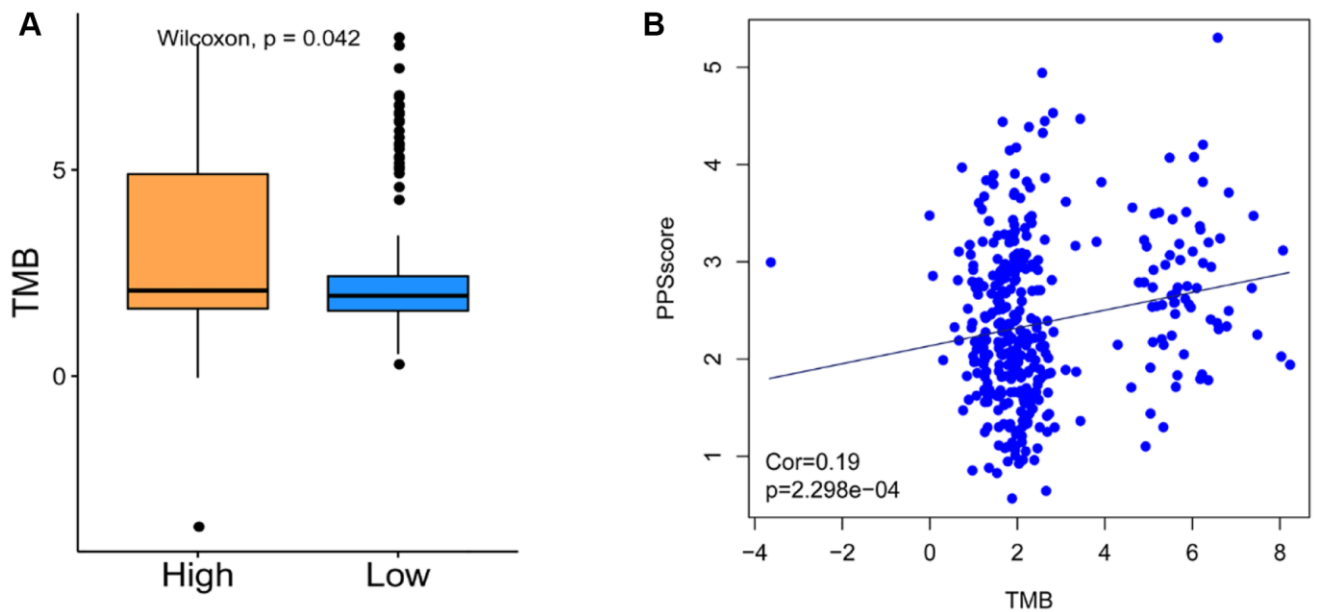 A
Wilcoxon, p = 0.042
TMB
5
0
High
Low
B
PPSscore
5
4
3
2
1
Cor=0.19
p=2.298e−04
−4
−2
0
2
4
6
8
TMB